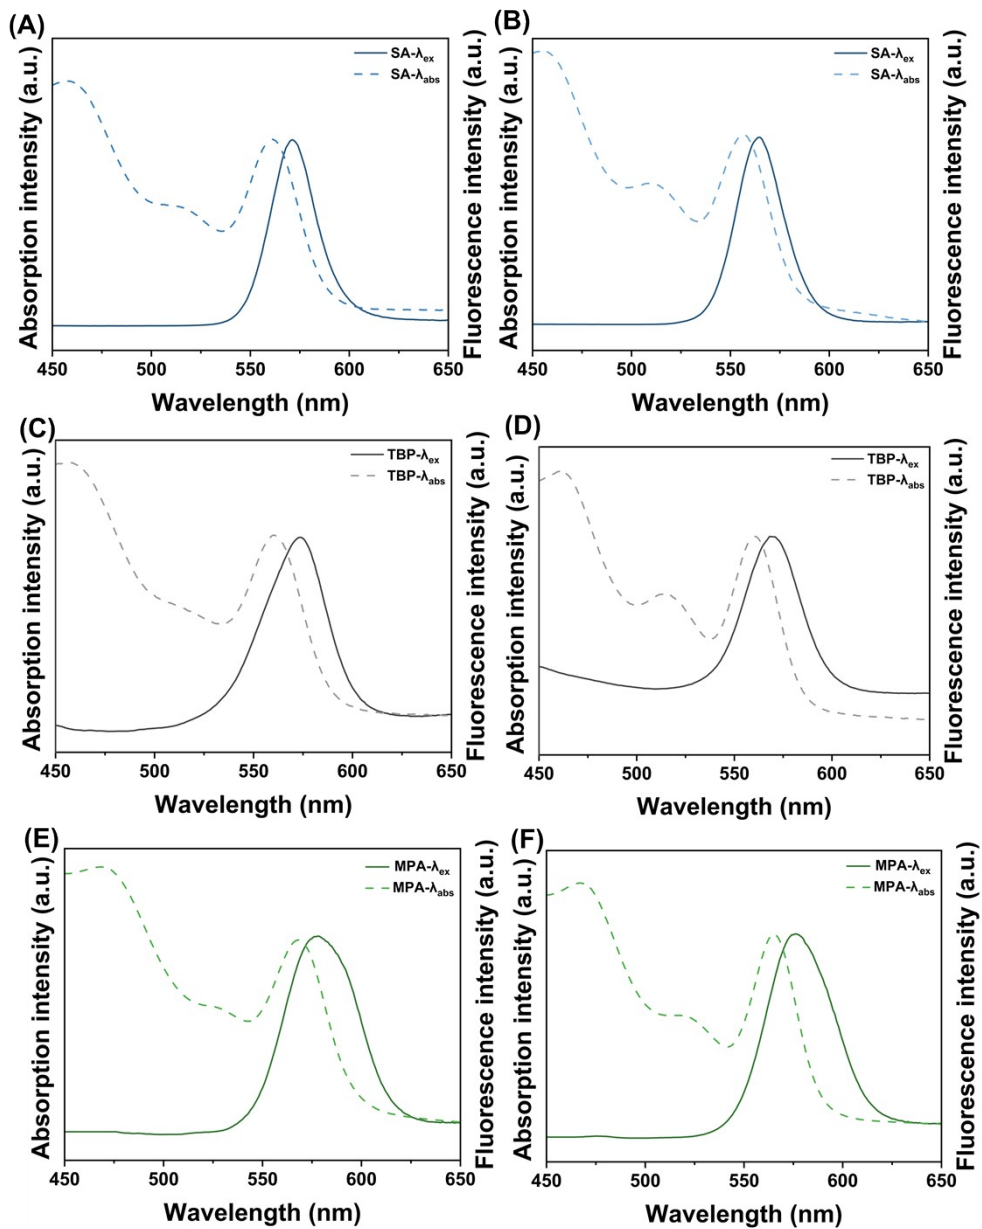 (A)
Absorption intensity (a.u.)
Fluorescence intensity (a.u.)
SA-λex
SA-λabs
450 500 550 600 650
Wavelength (nm)
(B)
Absorption intensity (a.u.)
Fluorescence intensity (a.u.)
SA-λex
SA-λabs
450 500 550 600 650
Wavelength (nm)
(C)
Absorption intensity (a.u.)
Fluorescence intensity (a.u.)
TBP-λex
TBP-λabs
450 500 550 600 650
Wavelength (nm)
(D)
Absorption intensity (a.u.)
Fluorescence intensity (a.u.)
TBP-λex
TBP-λabs
450 500 550 600 650
Wavelength (nm)
(E)
Absorption intensity (a.u.)
Fluorescence intensity (a.u.)
MPA-λex
MPA-λabs
450 500 550 600 650
Wavelength (nm)
(F)
Absorption intensity (a.u.)
Fluorescence intensity (a.u.)
MPA-λex
MPA-λabs
450 500 550 600 650
Wavelength (nm)